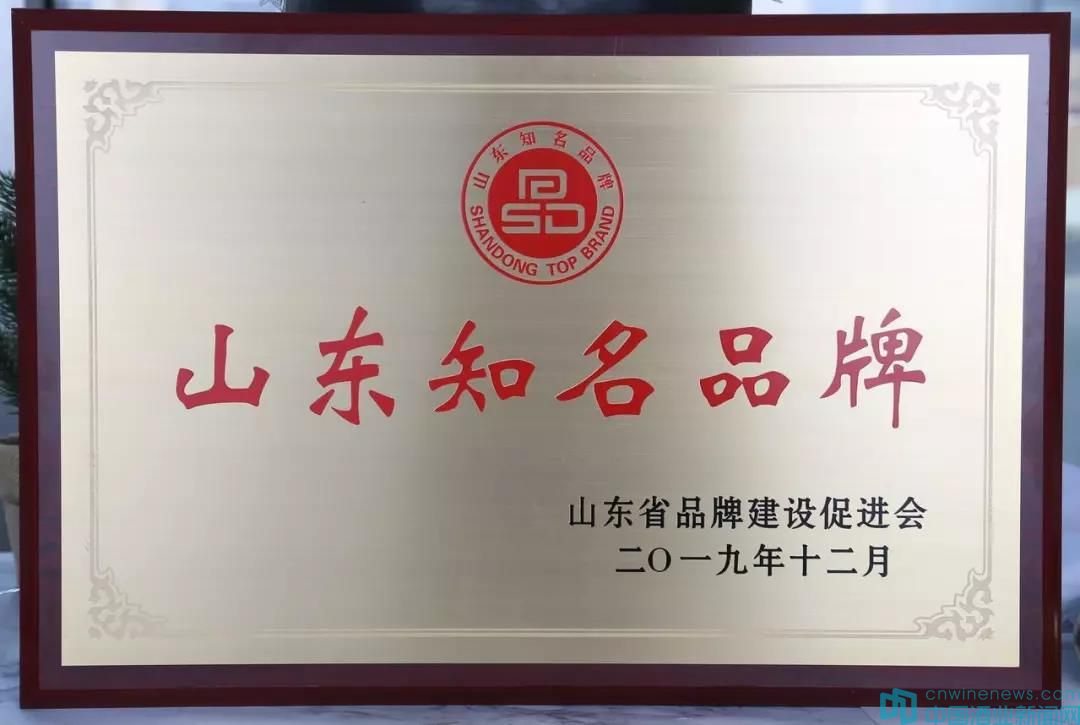 山东知名品牌
SHANDONG TOP BRAND
山东知名品牌
山东省品牌建设促进会
二〇一九年十二月
cnwinenews.com